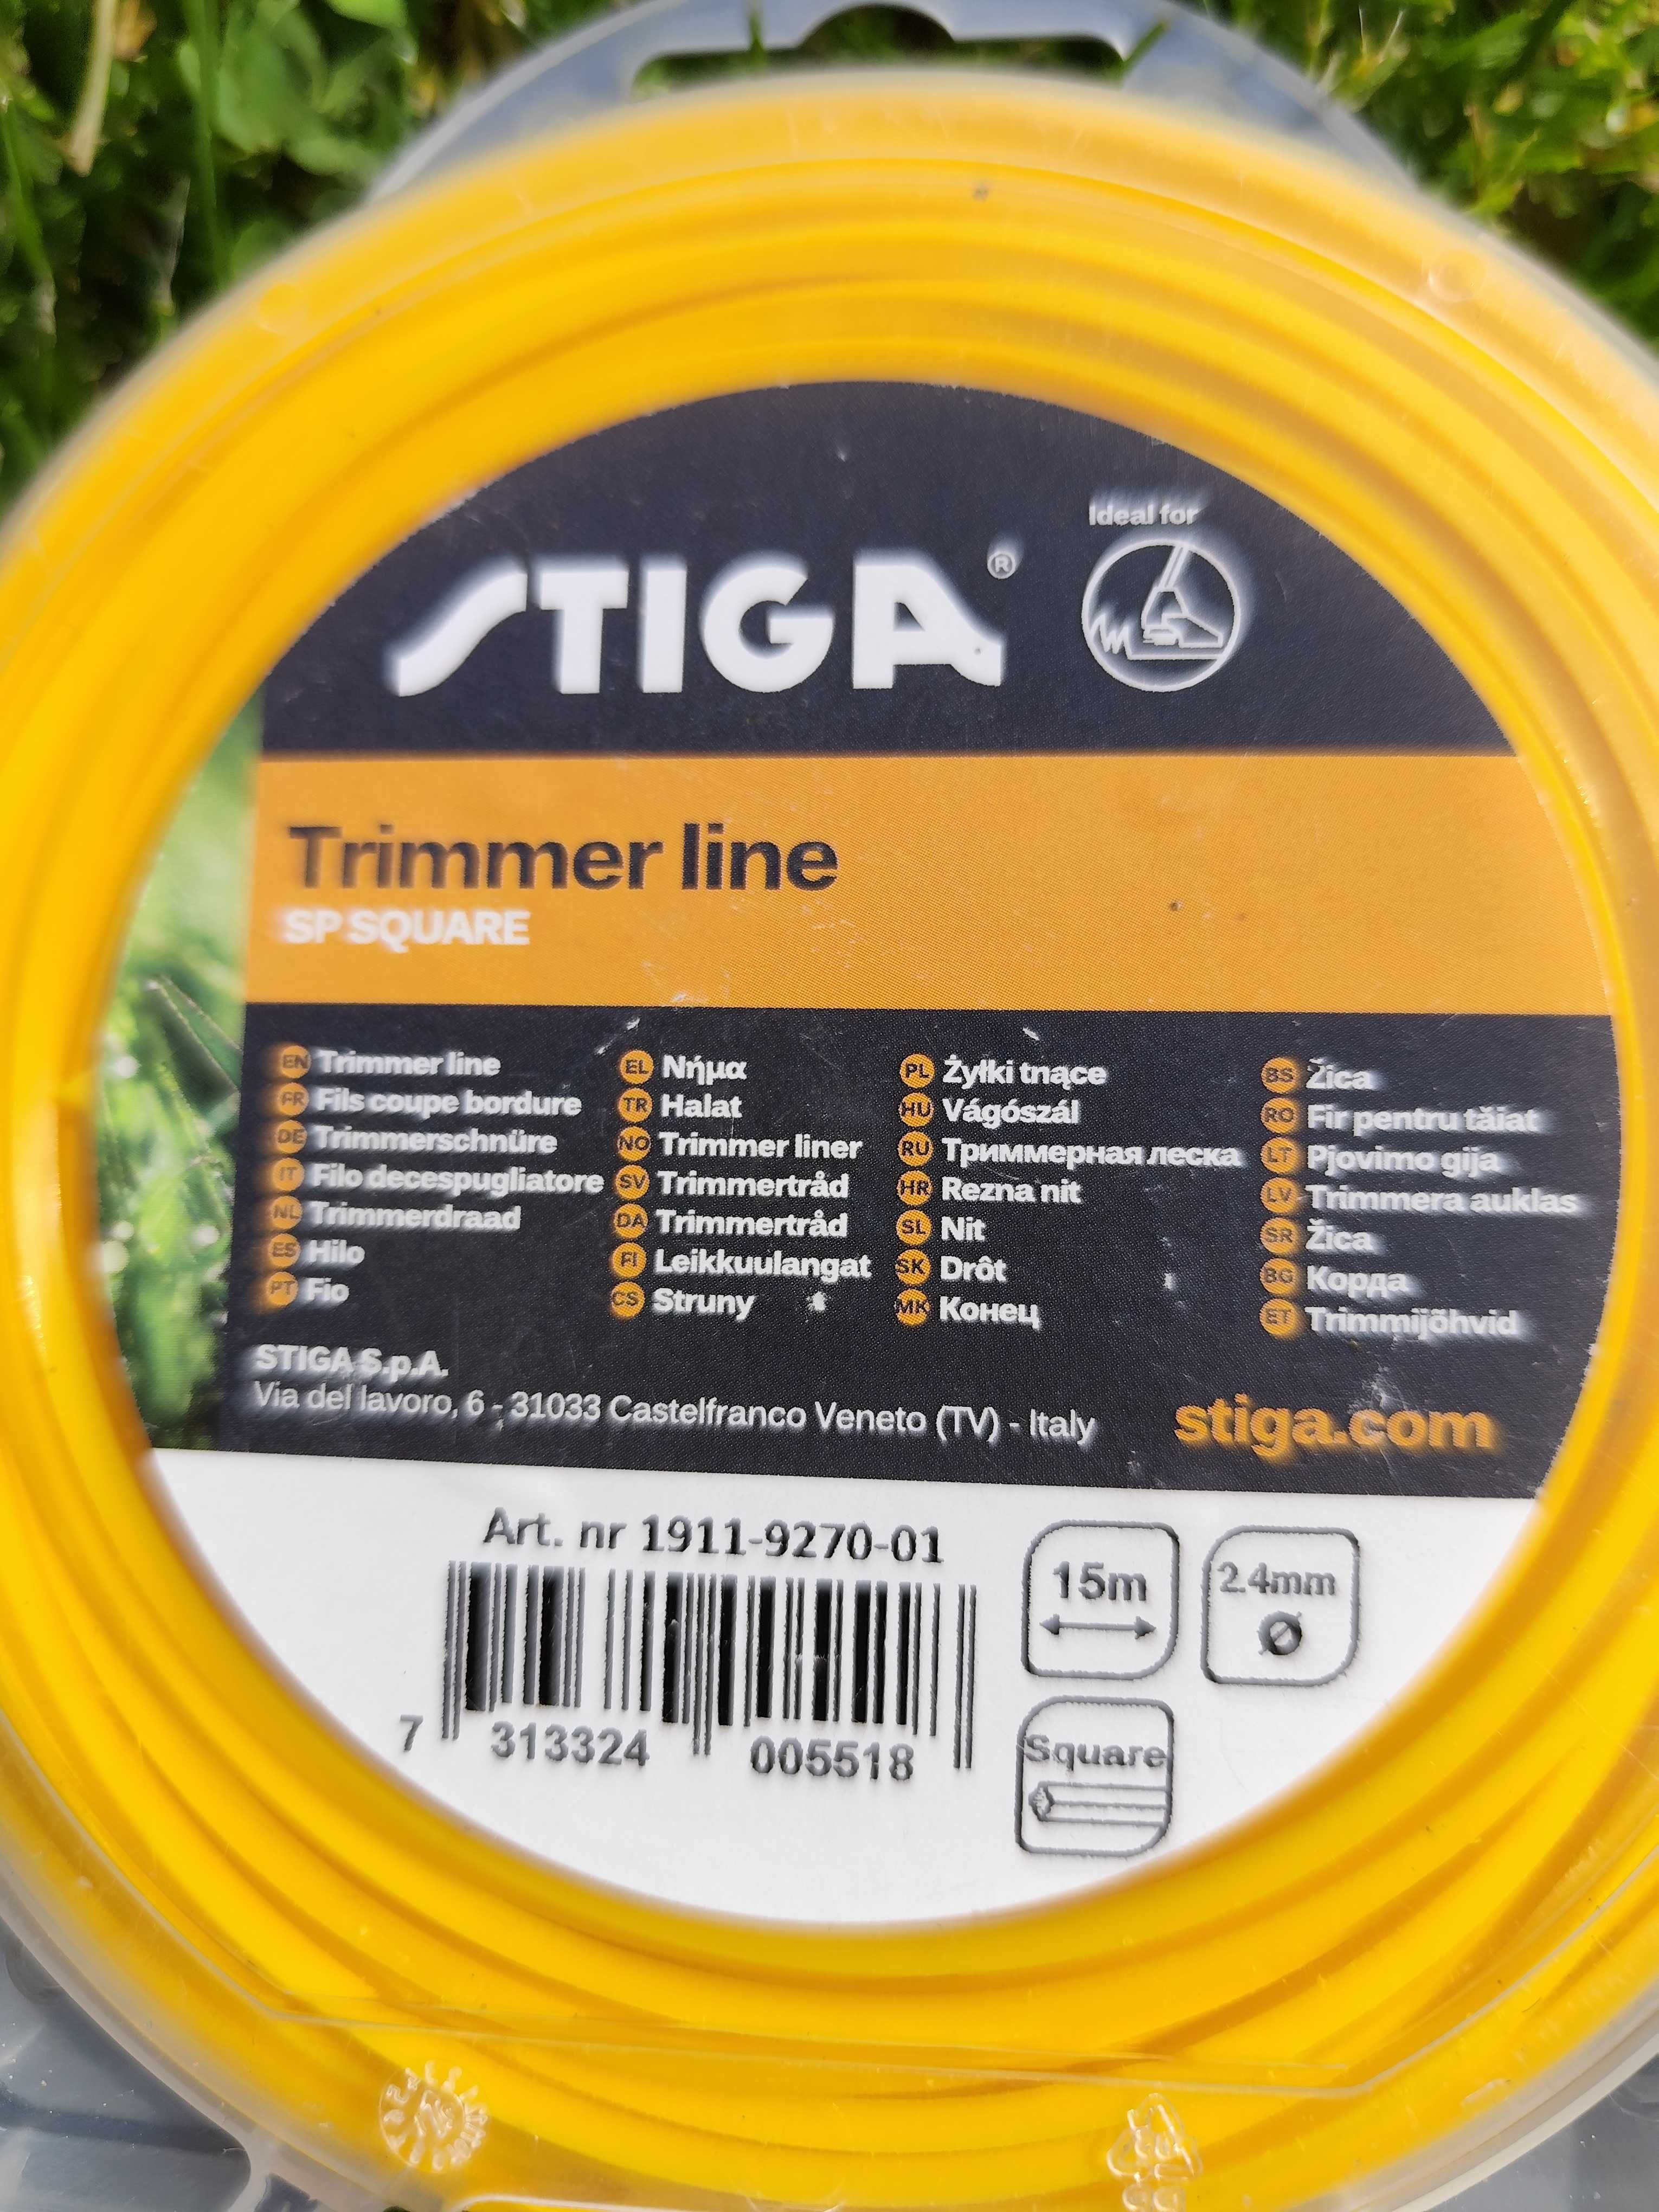 STIGA®
Ideal for
Trimmer line
SP SQUARE
EN Trimmer line
FR Fils coupe bordure
DE Trimmerschnüre
IT Filo decespugliatore
NL Trimmerdraad
ES Hilo
PT Fio
EL Νήμα
TR Halat
NO Trimmer liner
SV Trimmertråd
DA Trimmertråd
FI Leikkuulangat
CS Struny
PL Żyłki tnące
HU Vágószál
RU Триммерная леска
HR Rezna nit
SL Nit
SK Drôt
MK Конец
BS Žica
RO Fir pentru tăiat
LT Pjovimo gija
LV Trimmera auklas
SR Žica
BG Корда
ET Trimmijõhvid
STIGA S.p.A.
Via del lavoro, 6 - 31033 Castelfranco Veneto (TV) - Italy
stiga.com
Art. nr 1911-9270-01
15m
2.4mm
Ø
Square
7 313324 005518